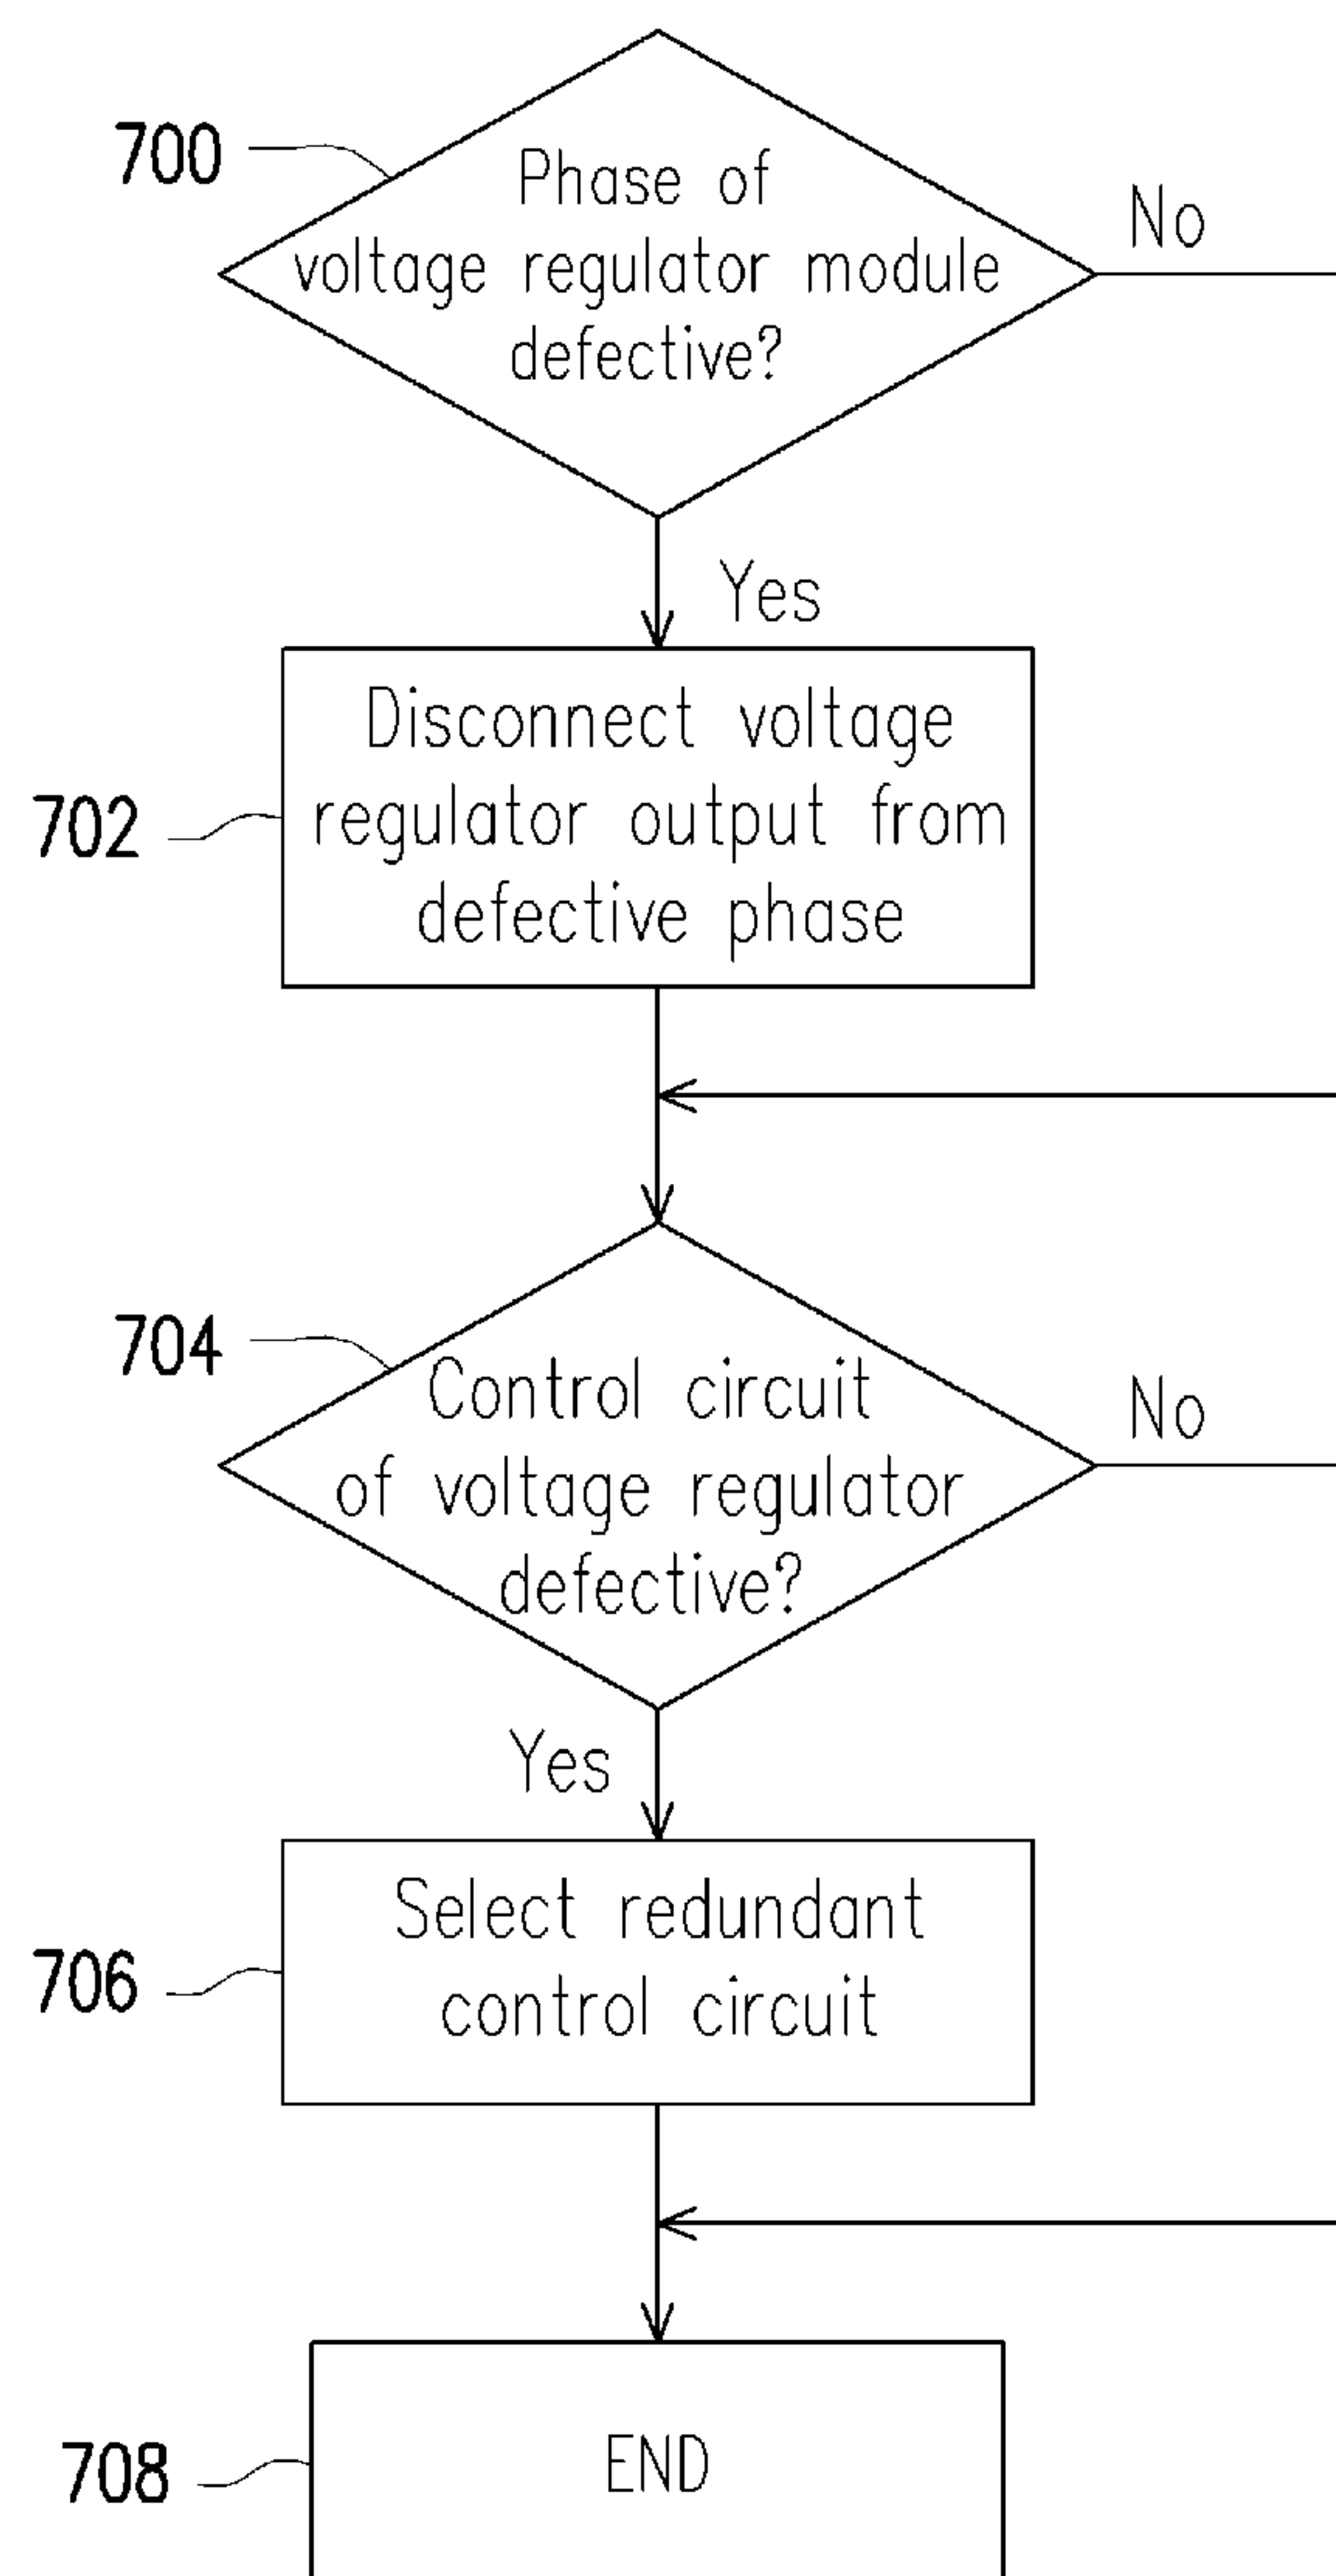 700
Phase of
voltage regulator module
defective?
No
Yes
702
Disconnect voltage
regulator output from
defective phase
704
Control circuit
of voltage regulator
defective?
No
Yes
706
Select redundant
control circuit
708
END